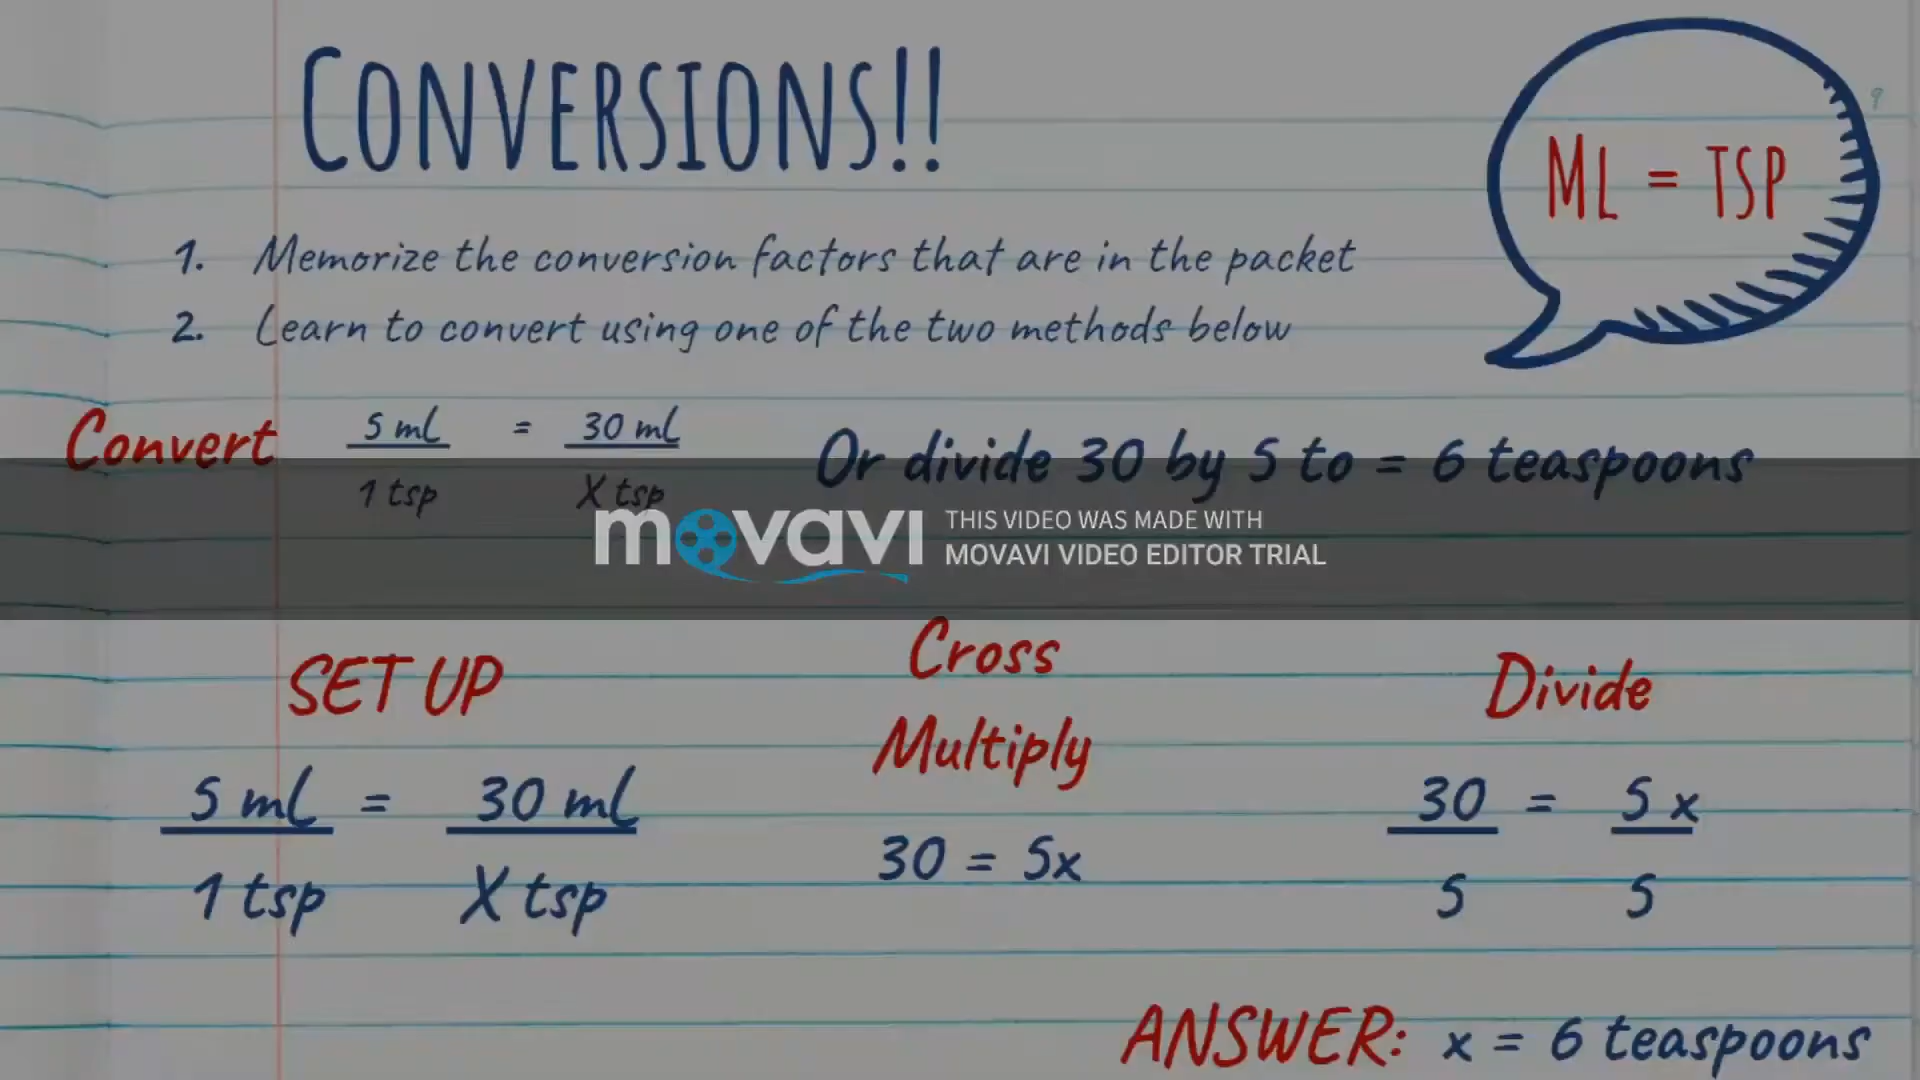 CONVERSIONS!!
ML = TSP
1. Memorize the conversion factors that are in the packet
2. Learn to convert using one of the two methods below
Convert
5 ml = 30 ml
1 tsp X tsp
Or divide 30 by 5 to = 6 teaspoons
movavi
THIS VIDEO WAS MADE WITH
MOVAVI VIDEO EDITOR TRIAL
SET UP
5 ml = 30 ml
1 tsp X tsp
Cross
Multiply
30 = 5x
Divide
30 = 5 x
5 5
ANSWER: x = 6 teaspoons
9